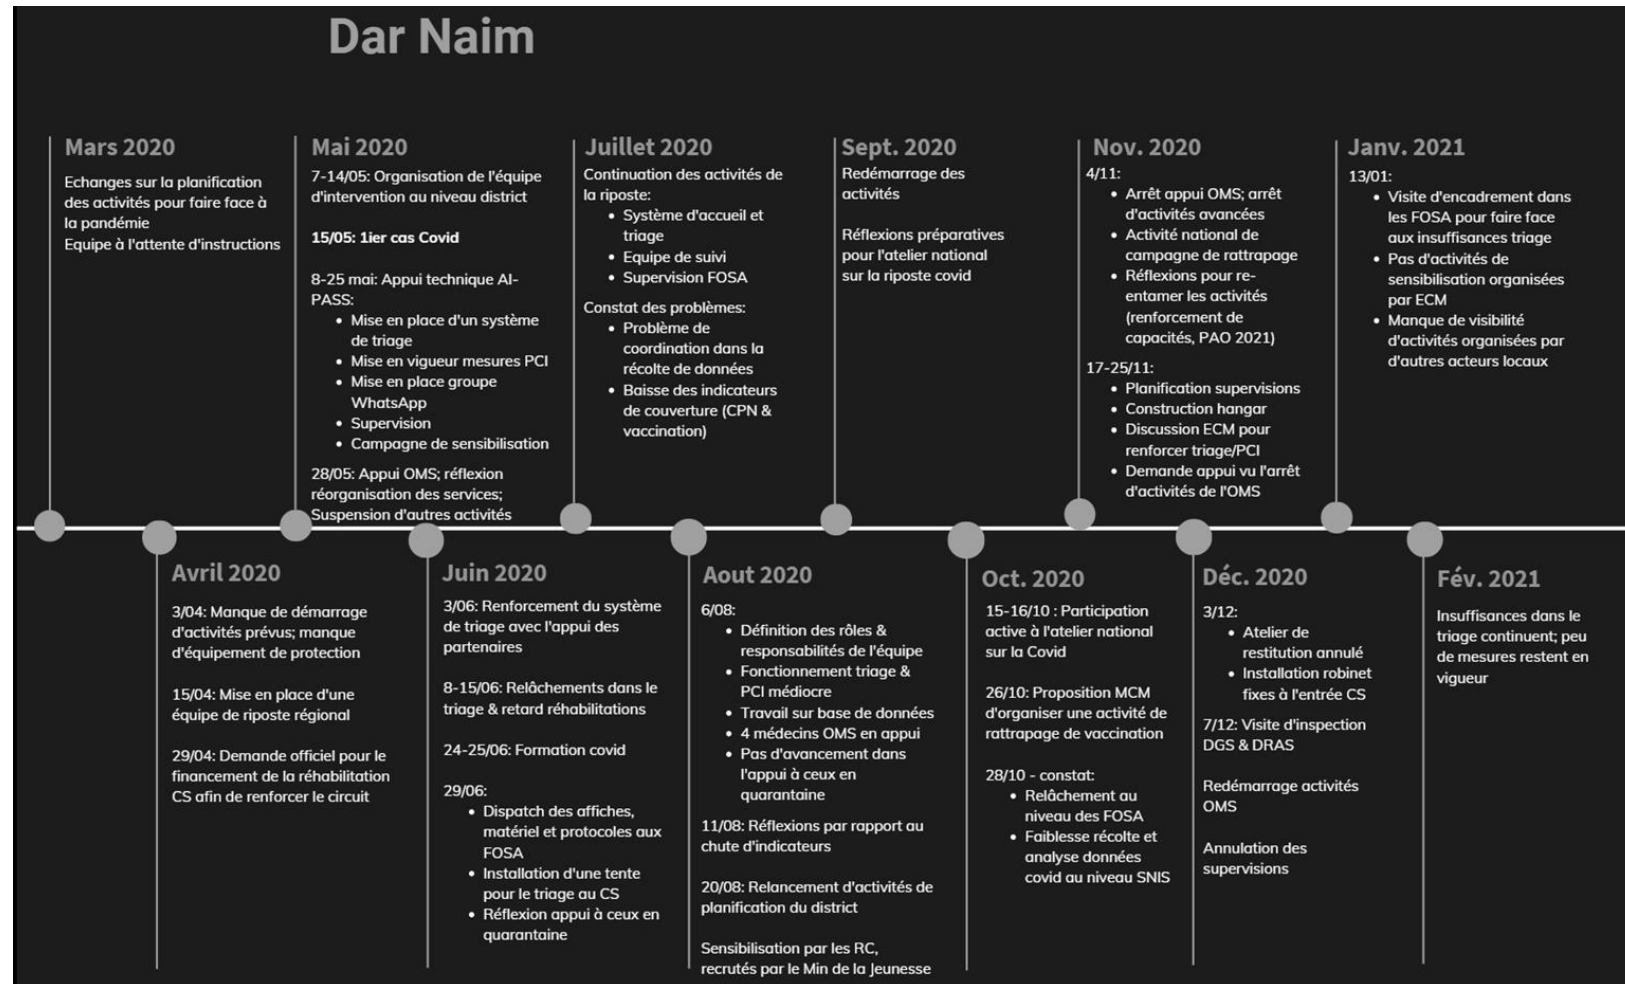 Dar Naim
Mars 2020
Echanges sur la planification
des activités pour faire face à
la pandémie
Equipe à l'attente d'instructions
Avril 2020
3/04: Manque de démarrage
d'activités prévus; manque
d'équipement de protection
15/04: Mise en place d'une
équipe de riposte régional
29/04: Demande officiel pour le
financement de la réhabilitation
CS afin de renforcer le circuit
Mai 2020
7-14/05: Organisation de l'équipe
d'intervention au niveau district
15/05: 1ier cas Covid
8-25 mai: Appui technique AI-
PASS:
• Mise en place d'un système
de triage
• Mise en vigueur mesures PCI
• Mise en place groupe
WhatsApp
• Supervision
• Campagne de sensibilisation
28/05: Appui OMS; réflexion
réorganisation des services;
Suspension d'autres activités
Juin 2020
3/06: Renforcement du système
de triage avec l'appui des
partenaires
8-15/06: Relâchements dans le
triage & retard réhabilitations
24-25/06: Formation covid
29/06:
• Dispatch des affiches,
matériel et protocoles aux
FOSA
• Installation d'une tente
pour le triage au CS
• Réflexion appui à ceux en
quarantaine
Juillet 2020
Continuation des activités de
la riposte:
• Système d'accueil et
triage
• Equipe de suivi
• Supervision FOSA
Constat des problèmes:
• Problème de
coordination dans la
récolte de données
• Baisse des indicateurs
de couverture (CPN &
vaccination)
Aout 2020
6/08:
• Définition des rôles &
responsabilités de l'équipe
• Fonctionnement triage &
PCI médiocre
• Travail sur base de données
• 4 médecins OMS en appui
• Pas d'avancement dans
l'appui à ceux en
quarantaine
11/08: Réflexions par rapport au
chute d'indicateurs
20/08: Relancement d'activités de
planification du district
Sensibilisation par les RC,
recrutés par le Min de la Jeunesse
Sept. 2020
Redémarrage des
activités
Réflexions préparatives
pour l'atelier national
sur la riposte covid
Oct. 2020
15-16/10 : Participation
active à l'atelier national
sur la Covid
26/10: Proposition MCM
d'organiser une activité de
rattrapage de vaccination
28/10 - constat:
• Relâchement au
niveau des FOSA
• Faiblesse récolte et
analyse données
covid au niveau SNIS
Nov. 2020
4/11:
• Arrêt appui OMS; arrêt
d'activités avancées
• Activité national de
campagne de rattrapage
• Réflexions pour re-
entamer les activités
(renforcement de
capacités, PAO 2021)
17-25/11:
• Planification supervisions
• Construction hangar
• Discussion ECM pour
renforcer triage/PCI
• Demande appui vu l'arrêt
d'activités de l'OMS
Déc. 2020
3/12:
• Atelier de
restitution annulé
• Installation robinet
fixes à l'entrée CS
7/12: Visite d'inspection
DGS & DRAS
Redémarrage activités
OMS
Annulation des
supervisions
Janv. 2021
13/01:
• Visite d'encadrement dans
les FOSA pour faire face
aux insuffisances triage
• Pas d'activités de
sensibilisation organisées
par ECM
• Manque de visibilité
d'activités organisées par
d'autres acteurs locaux
Fév. 2021
Insuffisances dans le
triage continuent; peu
de mesures restent en
vigueur